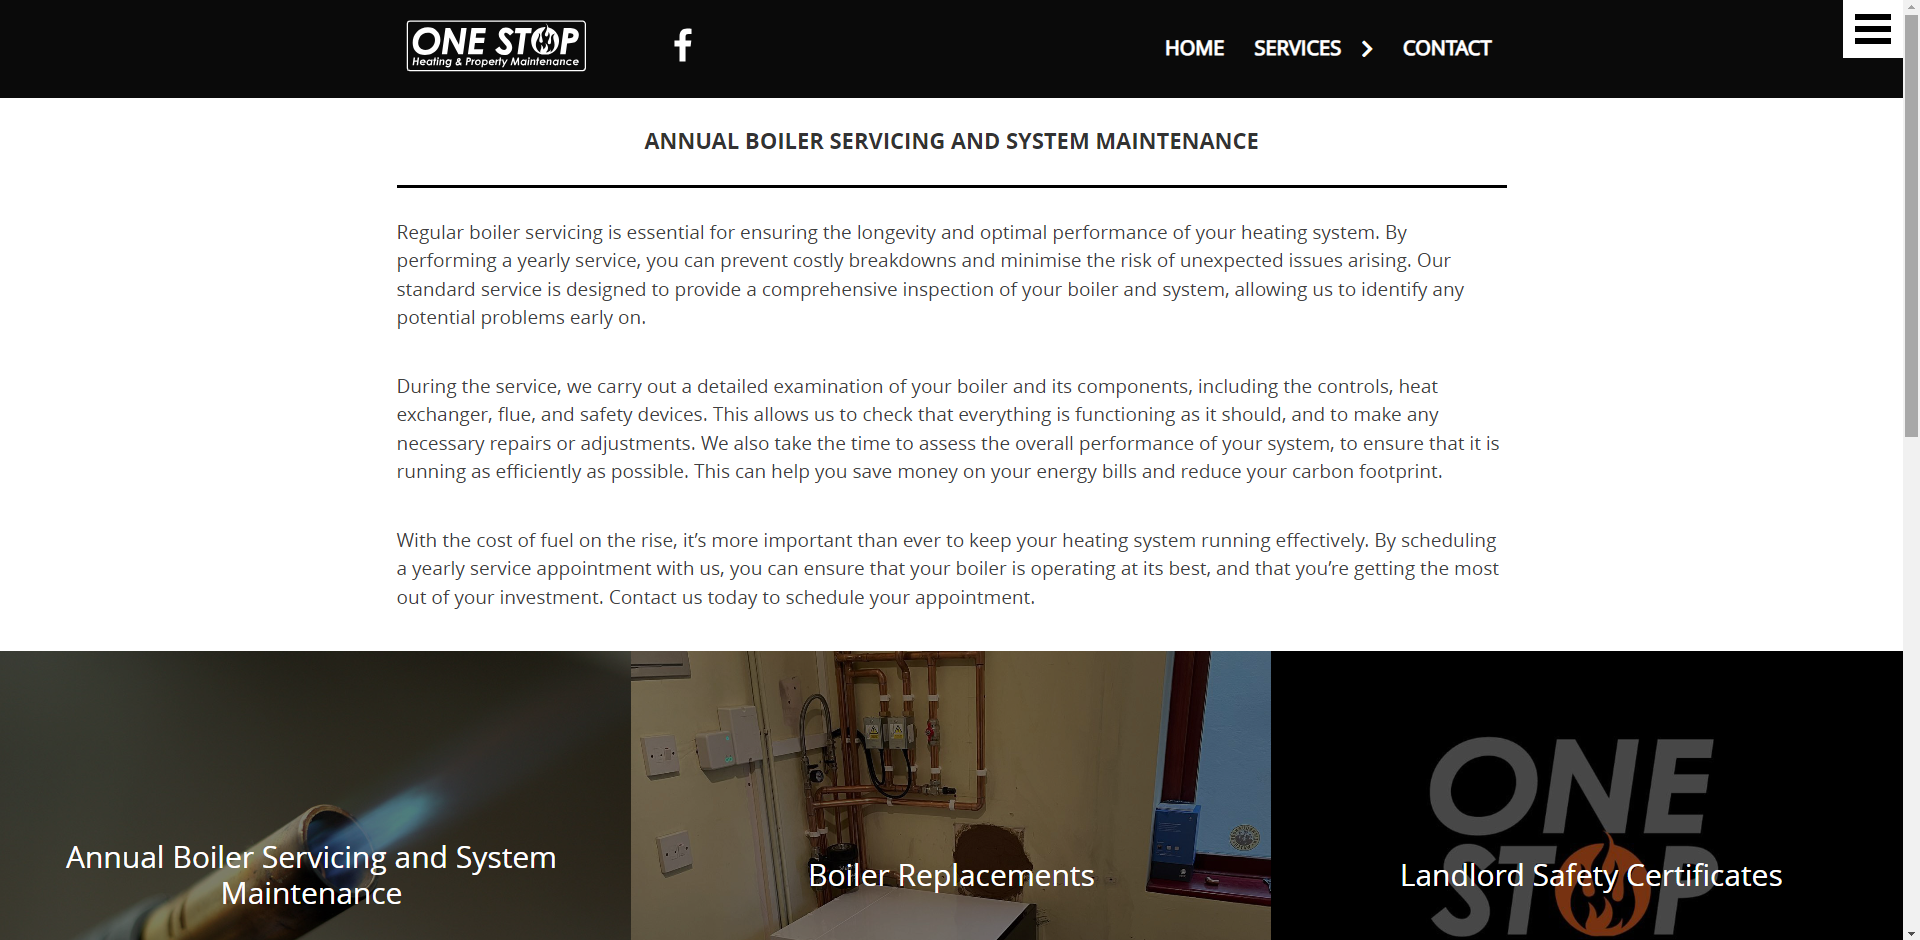 ONE STOP
Heating & Property Maintenance
HOME SERVICES CONTACT
ANNUAL BOILER SERVICING AND SYSTEM MAINTENANCE
Regular boiler servicing is essential for ensuring the longevity and optimal performance of your heating system. By
performing a yearly service, you can prevent costly breakdowns and minimise the risk of unexpected issues arising. Our
standard service is designed to provide a comprehensive inspection of your boiler and system, allowing us to identify any
potential problems early on.
During the service, we carry out a detailed examination of your boiler and its components, including the controls, heat
exchanger, flue, and safety devices. This allows us to check that everything is functioning as it should, and to make any
necessary repairs or adjustments. We also take the time to assess the overall performance of your system, to ensure that it is
running as efficiently as possible. This can help you save money on your energy bills and reduce your carbon footprint.
With the cost of fuel on the rise, it’s more important than ever to keep your heating system running effectively. By scheduling
a yearly service appointment with us, you can ensure that your boiler is operating at its best, and that you’re getting the most
out of your investment. Contact us today to schedule your appointment.
Annual Boiler Servicing and System
Maintenance
Boiler Replacements
ONE
STOP
Landlord Safety Certificates